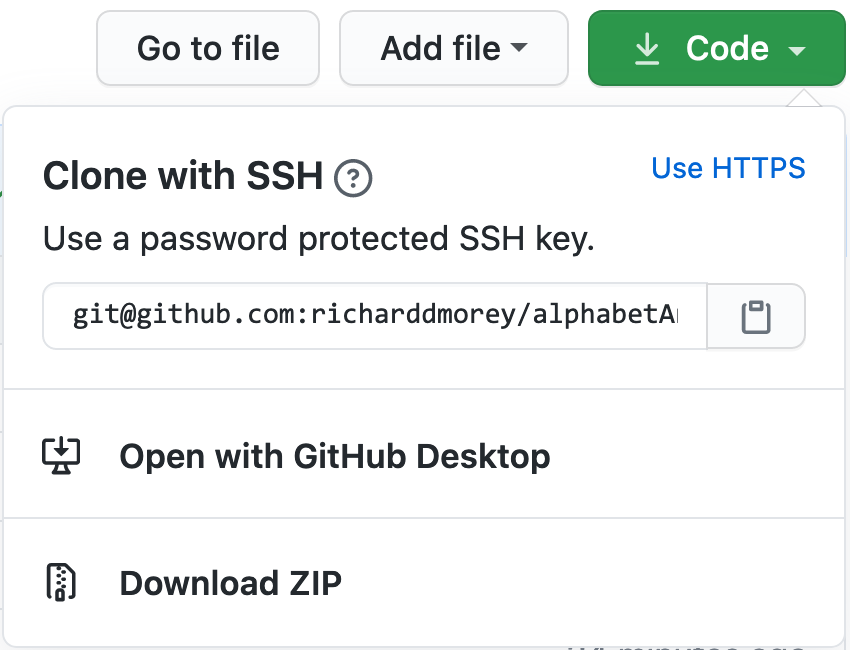 Go to file
Add file
Code
Clone with SSH ?
Use HTTPS
Use a password protected SSH key.
git@github.com:richarddmorey/alphabetA
Open with GitHub Desktop
Download ZIP